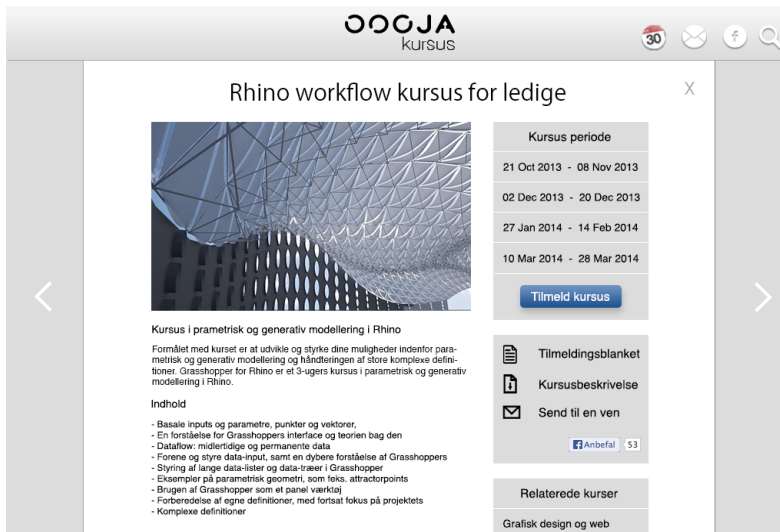 OOOJA
kursus
30
f
Rhino workflow kursus for ledige
X
Kursus periode
21 Oct 2013 - 08 Nov 2013
02 Dec 2013 - 20 Dec 2013
27 Jan 2014 - 14 Feb 2014
10 Mar 2014 - 28 Mar 2014
Tilmeld kursus
Kursus i prametrisk og generativ modellering i Rhino
Formålet med kurset er at udvikle og styrke dine muligheder indenfor para-
metrisk og generativ modellering og håndteringen af store komplexe defini-
tioner. Grasshopper for Rhino er et 3-ugers kursus i parametrisk og generativ
modellering i Rhino.
Indhold
- Basale inputs og parametre, punkter og vektorer,
- En forståelse for Grasshoppers interface og teorien bag den
- Dataflow: midlertidige og permanente data
- Forene og styre data-input, samt en dybere forståelse af Grasshoppers
- Styring af lange data-lister og data-træer i Grasshopper
- Eksempler på parametrisk geometri, som feks. attractorpoints
- Brugen af Grasshopper som et panel værktøj
- Forberedelse af egne definitioner, med fortsat fokus på projektets
- Komplexe definitioner
Tilmeldingsblanket
Kursusbeskrivelse
Send til en ven
f Anbefal 53
Relaterede kurser
Grafisk design og web